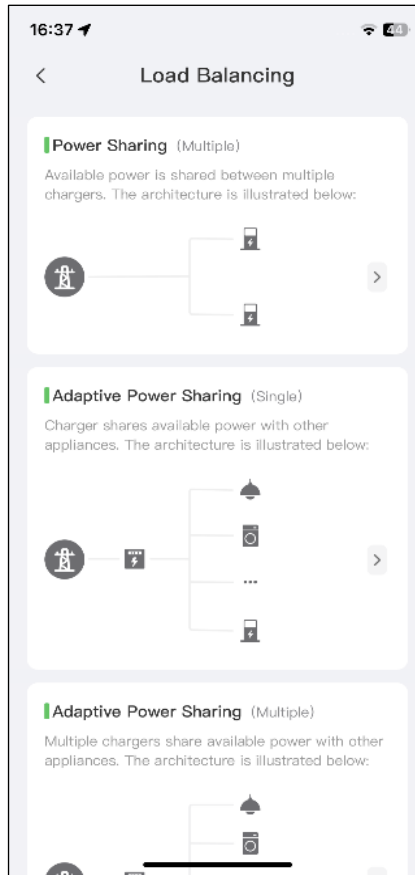 16:37
44
Load Balancing
Power Sharing (Multiple)
Available power is shared between multiple
chargers. The architecture is illustrated below:
Adaptive Power Sharing (Single)
Charger shares available power with other
appliances. The architecture is illustrated below:
...
Adaptive Power Sharing (Multiple)
Multiple chargers share available power with other
appliances. The architecture is illustrated below: